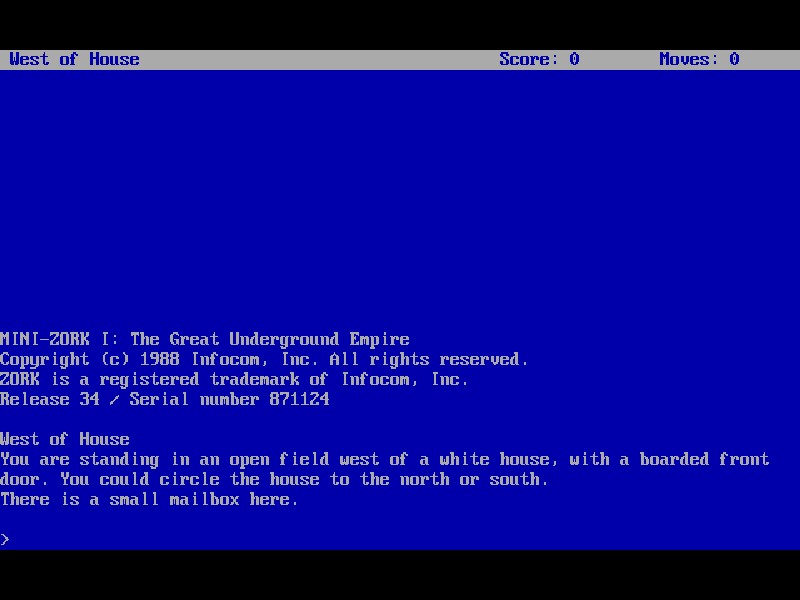 West of House Score: 0 Moves: 0
MINI-ZORK I: The Great Underground Empire
Copyright (c) 1988 Infocom, Inc. All rights reserved.
ZORK is a registered trademark of Infocom, Inc.
Release 34 / Serial number 871124
West of House
You are standing in an open field west of a white house, with a boarded front
door. You could circle the house to the north or south.
There is a small mailbox here.
>